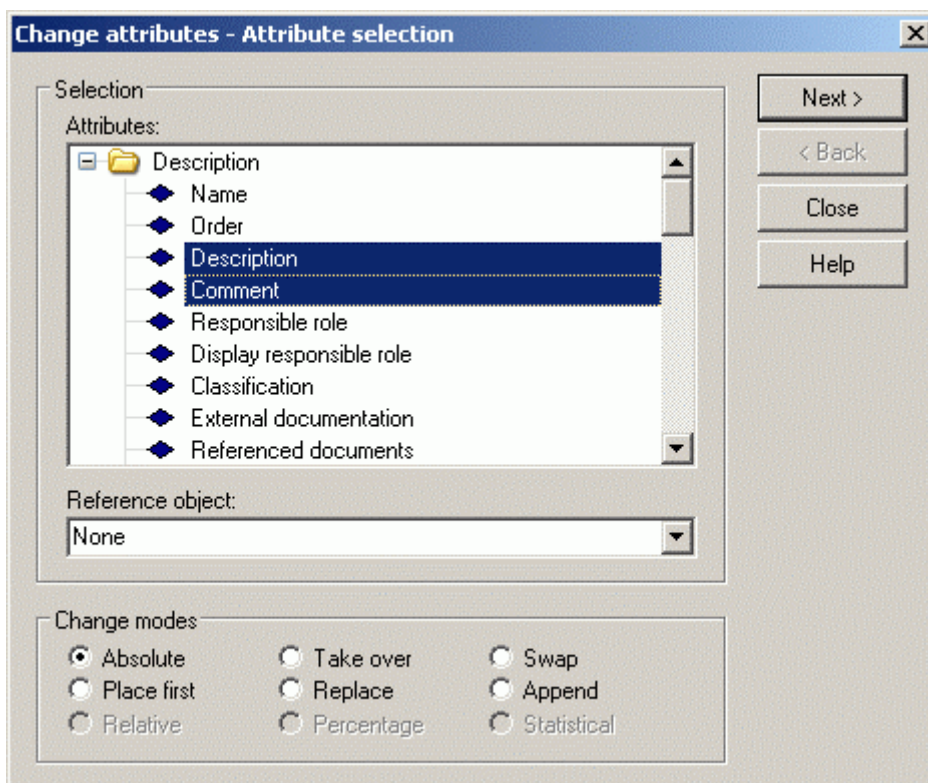 Change attributes - Attribute selection
Selection
Attributes:
Description
Name
Order
Description
Comment
Responsible role
Display responsible role
Classification
External documentation
Referenced documents
Reference object:
None
Next >
< Back
Close
Help
Change modes
Absolute Take over Swap
Place first Replace Append
Relative Percentage Statistical